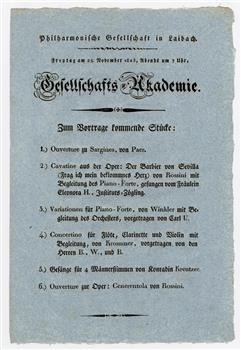 Philharmonische Gesellschaft in Laibach.
Freytag am 25. November 1825, Abends um 7 Uhr.
Gesellschafts-Akademie.
Zum Vortrage kommende Stücke:
1.) Ouverture zu Sargines, von Paer.
2.) Cavatine aus der Oper: Der Barbier von Sevilla
(Frag ich mein beklommnes Herz) von Rossini mit
Begleitung des Piano-Forte, gesungen vom Fräulein
Eleonora H., Instituts-Zögling.
3.) Variationen für Piano-Forte, von Winkler mit Be-
gleitung des Orchesters, vorgetragen von Carl U.
4.) Concertino für Flöte, Clarinette und Violin mit
Begleitung, von Krommer, vorgetragen von den
Herren B., W., und B.
5.) Gesänge für 4 Männerstimmen von Konradin Kreutzer.
6.) Ouverture zur Oper: Cenerentola von Rossini.